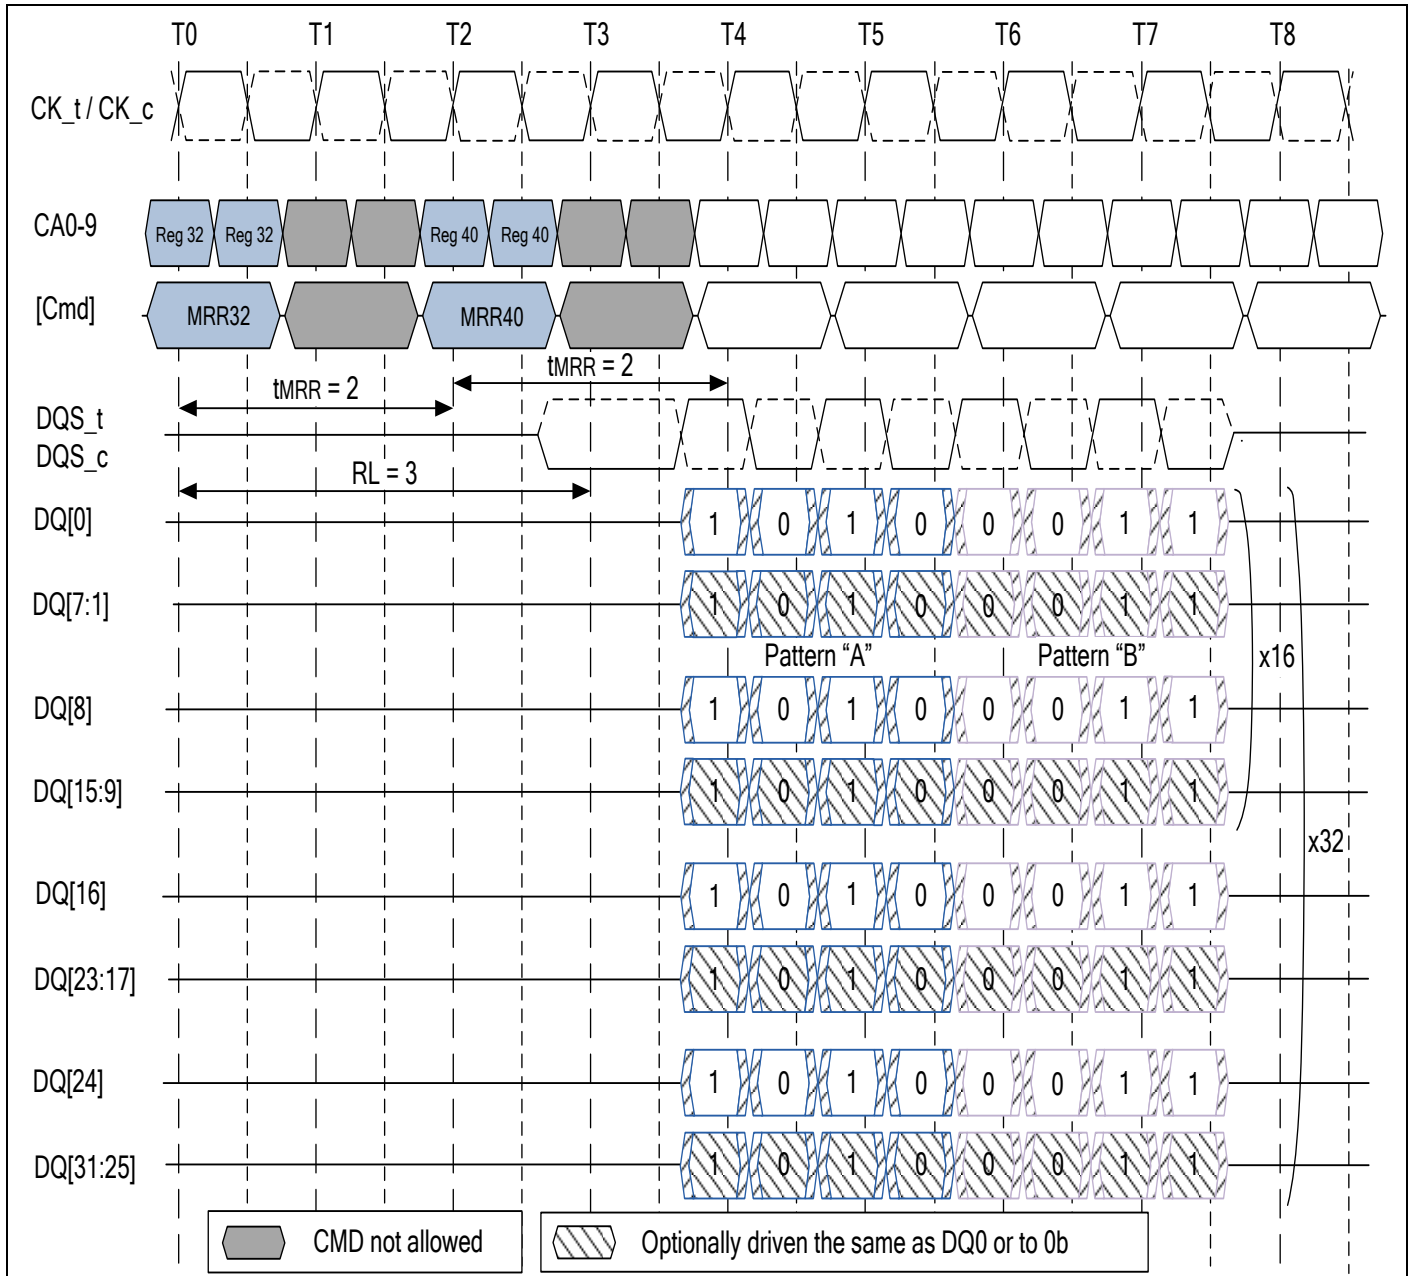 T0 T1 T2 T3 T4 T5 T6 T7 T8
CK_t / CK_c
CA0-9 Reg 32 Reg 32 Reg 40 Reg 40
[Cmd] MRR32 MRR40
tMRR = 2 tMRR = 2
DQS_t
DQS_c
RL = 3
DQ[0] 1 0 1 0 0 0 1 1
DQ[7:1] 1 0 1 0 0 0 1 1
Pattern “A” Pattern “B” x16
DQ[8] 1 0 1 0 0 0 1 1
DQ[15:9] 1 0 1 0 0 0 1 1
x32
DQ[16] 1 0 1 0 0 0 1 1
DQ[23:17] 1 0 1 0 0 0 1 1
DQ[24] 1 0 1 0 0 0 1 1
DQ[31:25] 1 0 1 0 0 0 1 1
CMD not allowed Optionally driven the same as DQ0 or to 0b